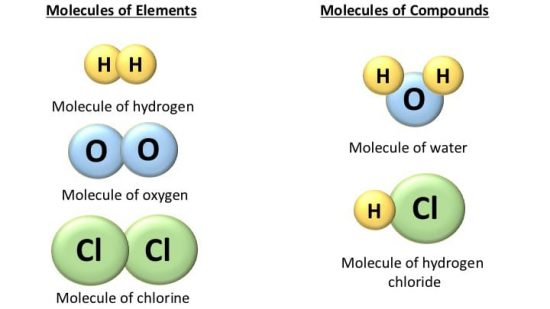 Molecules of Elements
H H
Molecule of hydrogen
O O
Molecule of oxygen
Cl Cl
Molecule of chlorine
Molecules of Compounds
H H
O
Molecule of water
H Cl
Molecule of hydrogen
chloride